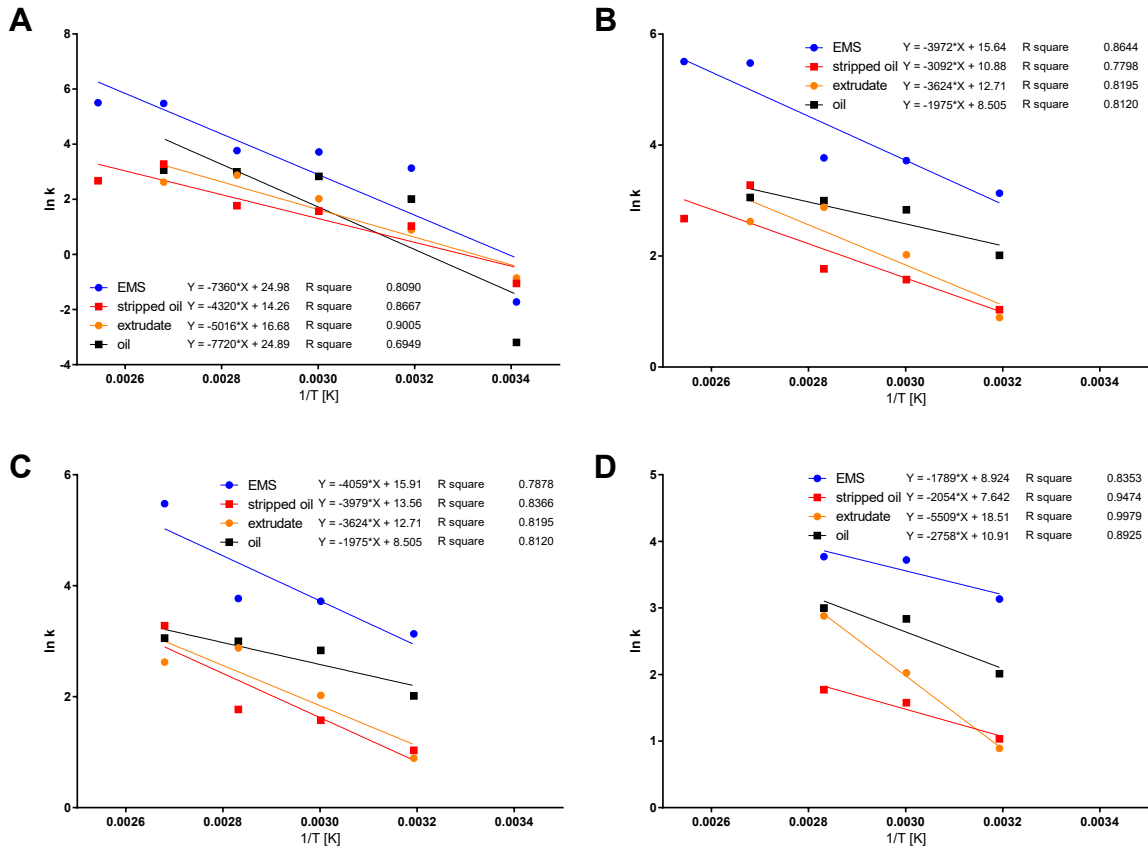 A
8
6
4
2
0
-2
-4
ln k
EMS Y = -7360*X + 24.98 R square 0.8090
stripped oil Y = -4320*X + 14.26 R square 0.8667
extrudate Y = -5016*X + 16.68 R square 0.9005
oil Y = -7720*X + 24.89 R square 0.6949
0.0026 0.0028 0.0030 0.0032 0.0034
1/T [K]
B
6
4
2
0
ln k
EMS Y = -3972*X + 15.64 R square 0.8644
stripped oil Y = -3092*X + 10.88 R square 0.7798
extrudate Y = -3624*X + 12.71 R square 0.8195
oil Y = -1975*X + 8.505 R square 0.8120
0.0026 0.0028 0.0030 0.0032 0.0034
1/T [K]
C
6
4
2
0
ln k
EMS Y = -4059*X + 15.91 R square 0.7878
stripped oil Y = -3979*X + 13.56 R square 0.8366
extrudate Y = -3624*X + 12.71 R square 0.8195
oil Y = -1975*X + 8.505 R square 0.8120
0.0026 0.0028 0.0030 0.0032 0.0034
1/T [K]
D
5
4
3
2
1
0
ln k
EMS Y = -1789*X + 8.924 R square 0.8353
stripped oil Y = -2054*X + 7.642 R square 0.9474
extrudate Y = -5509*X + 18.51 R square 0.9979
oil Y = -2758*X + 10.91 R square 0.8925
0.0026 0.0028 0.0030 0.0032 0.0034
1/T [K]